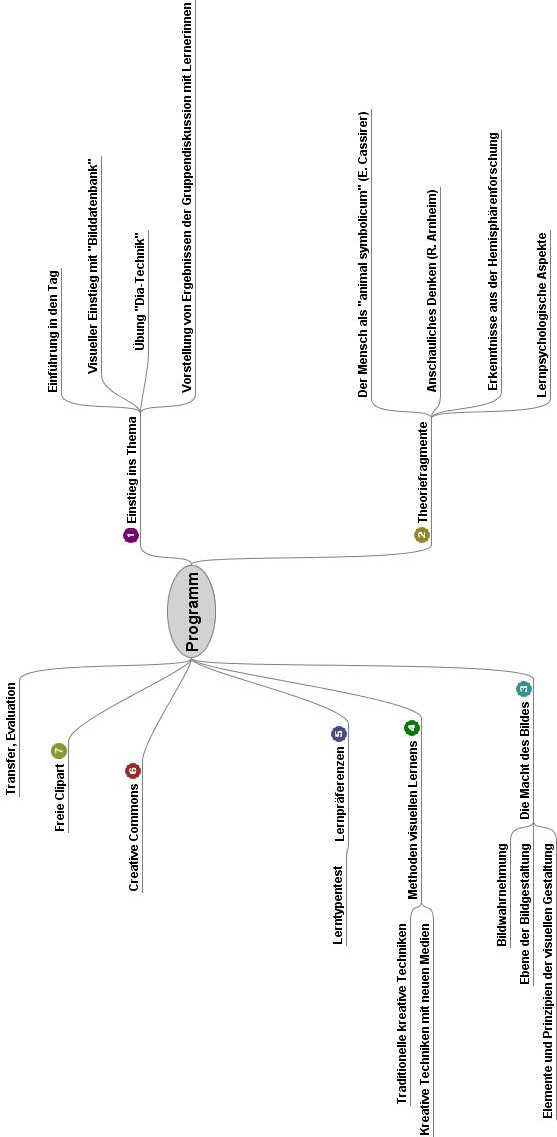 Programm
1 Einstieg ins Thema
Einführung in den Tag
Visueller Einstieg mit "Bilddatenbank"
Übung "Dia-Technik"
Vorstellung von Ergebnissen der Gruppendiskussion mit Lernerinnen
2 Theoriefragmente
Der Mensch als "animal symbolicum" (E. Cassirer)
Anschauliches Denken (R. Arnheim)
Erkenntnisse aus der Hemisphärenforschung
Lernpsychologische Aspekte
3 Die Macht des Bildes
Bildwahrnehmung
Ebene der Bildgestaltung
Elemente und Prinzipien der visuellen Gestaltung
4 Methoden visuellen Lernens
Traditionelle kreative Techniken
Kreative Techniken mit neuen Medien
5 Lernpräferenzen
Lerntypentest
6 Creative Commons
7 Freie Clipart
Transfer, Evaluation